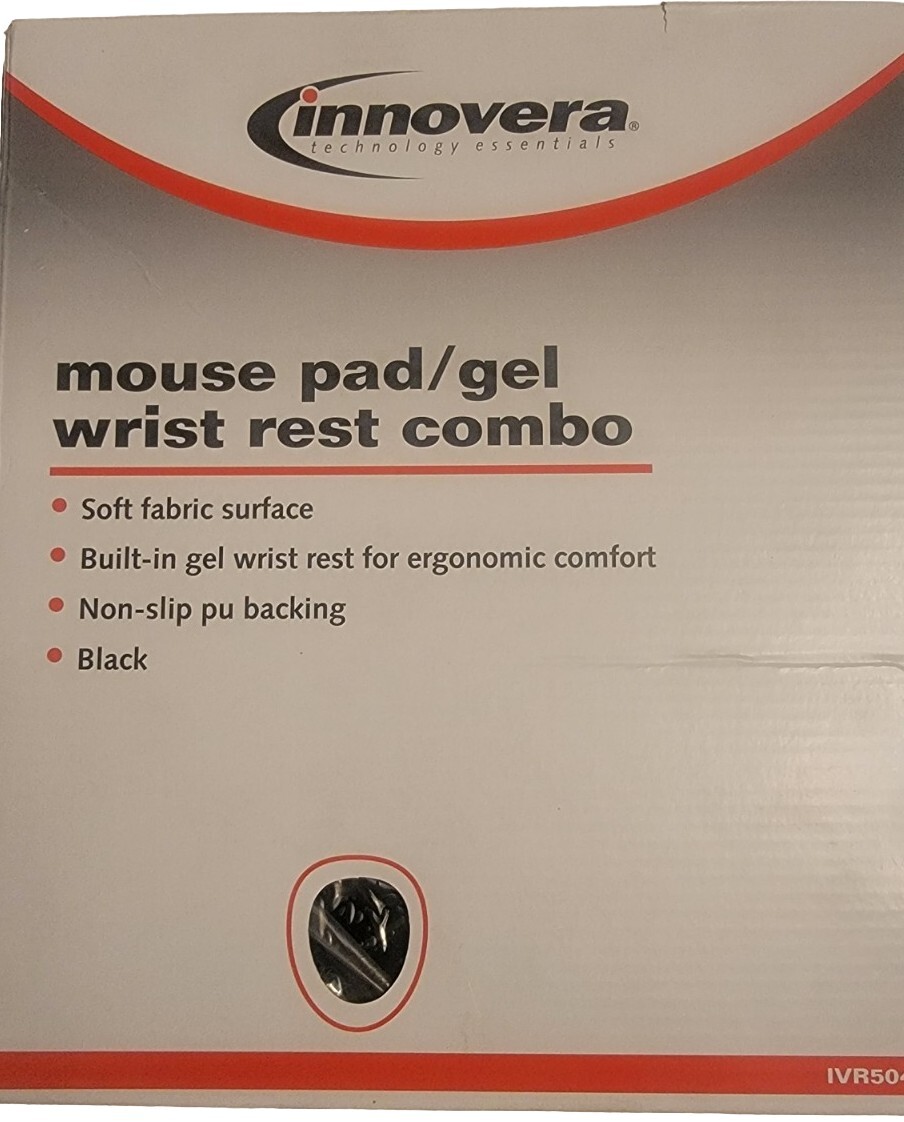 innovera®
technology essentials
mouse pad/gel
wrist rest combo
• Soft fabric surface
• Built-in gel wrist rest for ergonomic comfort
• Non-slip pu backing
• Black